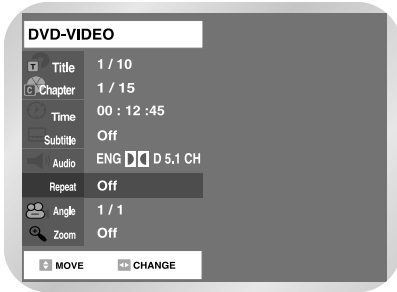 DVD-VIDEO
T Title 1 / 10
C Chapter 1 / 15
Time 00 : 12 :45
Subtitle Off
Audio ENG D 5.1 CH
Repeat Off
Angle 1 / 1
Zoom Off
MOVE CHANGE